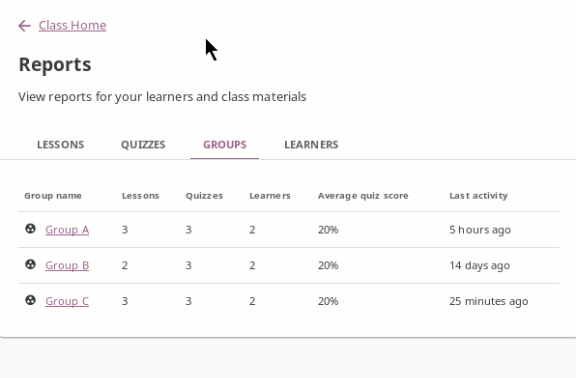 Class Home
Reports
View reports for your learners and class materials
LESSONS QUIZZES GROUPS LEARNERS
Group name Lessons Quizzes Learners Average quiz score Last activity
Group A 3 3 2 20% 5 hours ago
Group B 2 3 2 20% 14 days ago
Group C 3 3 2 20% 25 minutes ago